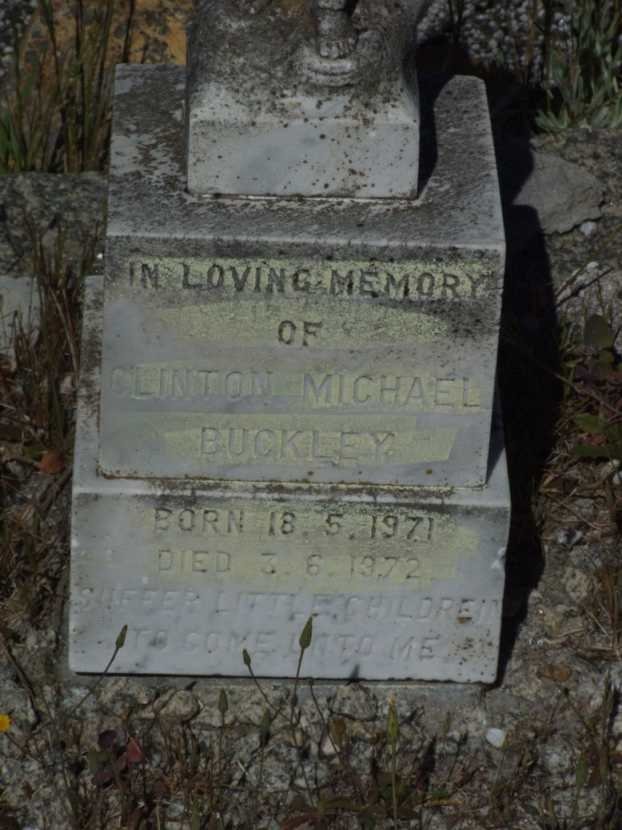 IN LOVING MEMORY
OF
CLINTON MICHAEL
BUCKLEY.
BORN 18. 5. 1971
DIED 3. 6. 1972
SUFFER LITTLE CHILDREN
TO COME UNTO ME